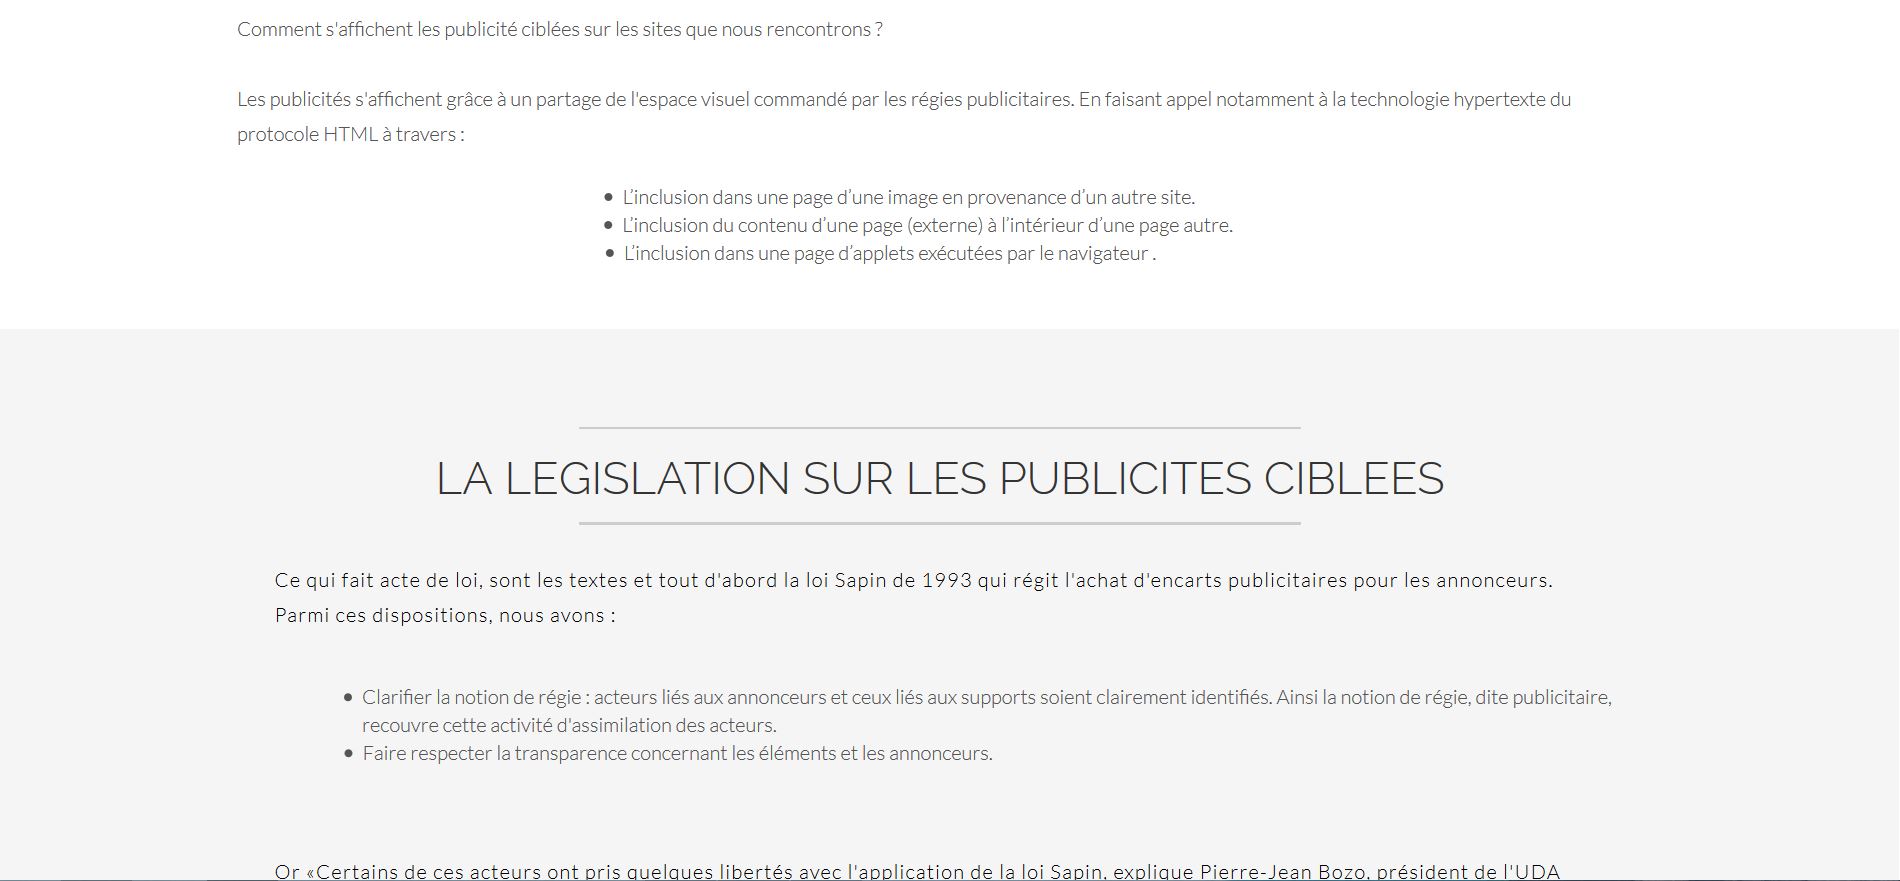 Comment s'affichent les publicité ciblées sur les sites que nous rencontrons ?
Les publicités s'affichent grâce à un partage de l'espace visuel commandé par les régies publicitaires. En faisant appel notamment à la technologie hypertexte du
protocole HTML à travers :
• L’inclusion dans une page d’une image en provenance d’un autre site.
• L’inclusion du contenu d’une page (externe) à l’intérieur d’une page autre.
• L’inclusion dans une page d’applets exécutées par le navigateur .
LA LEGISLATION SUR LES PUBLICITES CIBLEES
Ce qui fait acte de loi, sont les textes et tout d'abord la loi Sapin de 1993 qui régit l'achat d'encarts publicitaires pour les annonceurs.
Parmi ces dispositions, nous avons :
• Clarifier la notion de régie : acteurs liés aux annonceurs et ceux liés aux supports soient clairement identifiés. Ainsi la notion de régie, dite publicitaire,
recouvre cette activité d'assimilation des acteurs.
• Faire respecter la transparence concernant les éléments et les annonceurs.
Or «Certains de ces acteurs ont pris quelques libertés avec l'application de la loi Sapin, explique Pierre-Jean Bozo, président de l'UDA